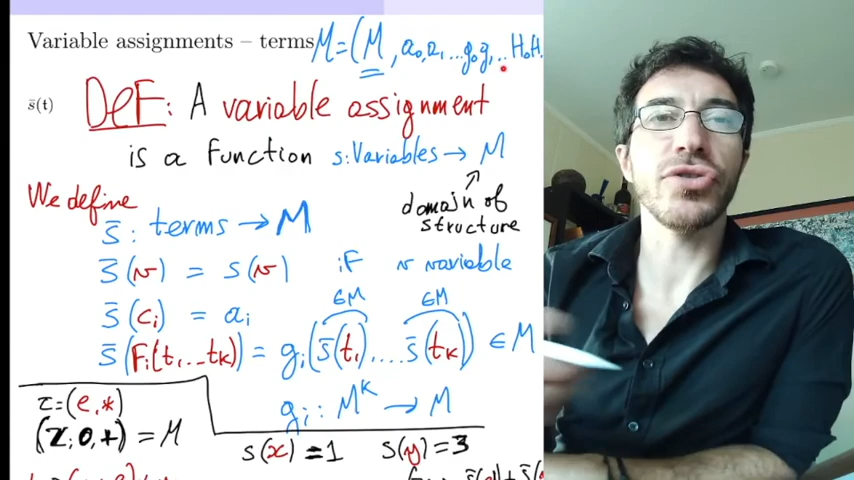 Variable assignments – terms M=(M, a₀,a₁...g₀g₁...H₀H₁
s̄(t) DEF: A variable assignment
is a function s:Variables → M
We define
domain of structure
s̄ : terms → M
s̄(v) = s(v) if v variable
s̄(cᵢ) = aᵢ
∈M ∈M
s̄(Fᵢ(t₁...tₖ)) = gᵢ(s̄(t₁)...s̄(tₖ)) ∈ M
gᵢ : Mᵏ → M
τ=(e,*)
(ℤ,0,+) = M
s(x)=1 s(y)=3